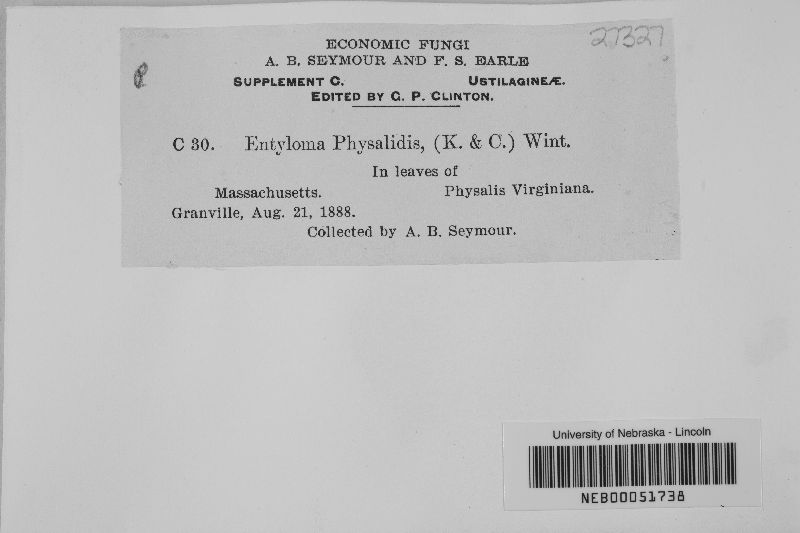 27327
ECONOMIC FUNGI
A. B. SEYMOUR AND F. S. EARLE
SUPPLEMENT C. USTILAGINEÆ.
EDITED BY G. P. CLINTON.
C 30. Entyloma Physalidis, (K. & C.) Wint.
In leaves of
Massachusetts. Physalis Virginiana.
Granville, Aug. 21, 1888.
Collected by A. B. Seymour.
University of Nebraska - Lincoln
NEB00051738